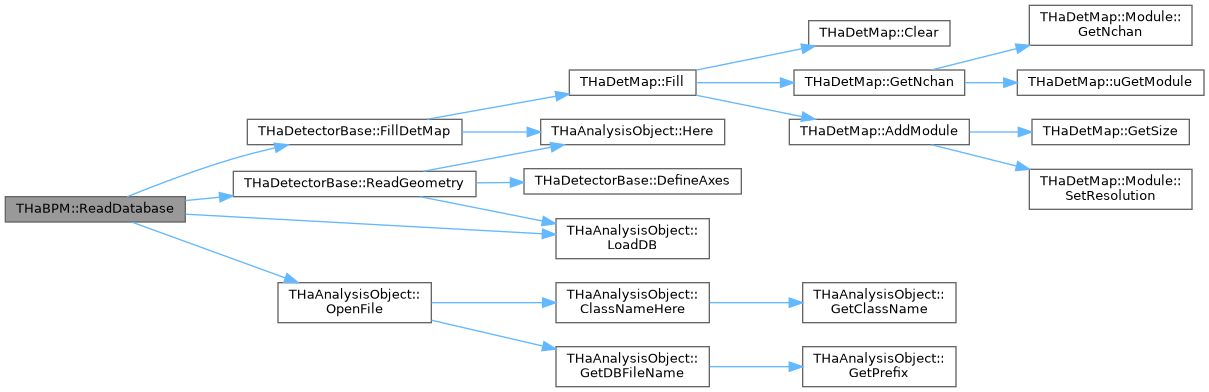 THaBPM::ReadDatabase
THaDetectorBase::FillDetMap
THaDetectorBase::ReadGeometry
THaAnalysisObject::
OpenFile
THaDetMap::Fill
THaAnalysisObject::Here
THaDetectorBase::DefineAxes
THaAnalysisObject::
LoadDB
THaAnalysisObject::
ClassNameHere
THaAnalysisObject::
GetDBFileName
THaDetMap::Clear
THaDetMap::GetNchan
THaDetMap::AddModule
THaAnalysisObject::
GetClassName
THaAnalysisObject::
GetPrefix
THaDetMap::Module::
GetNchan
THaDetMap::uGetModule
THaDetMap::GetSize
THaDetMap::Module::
SetResolution